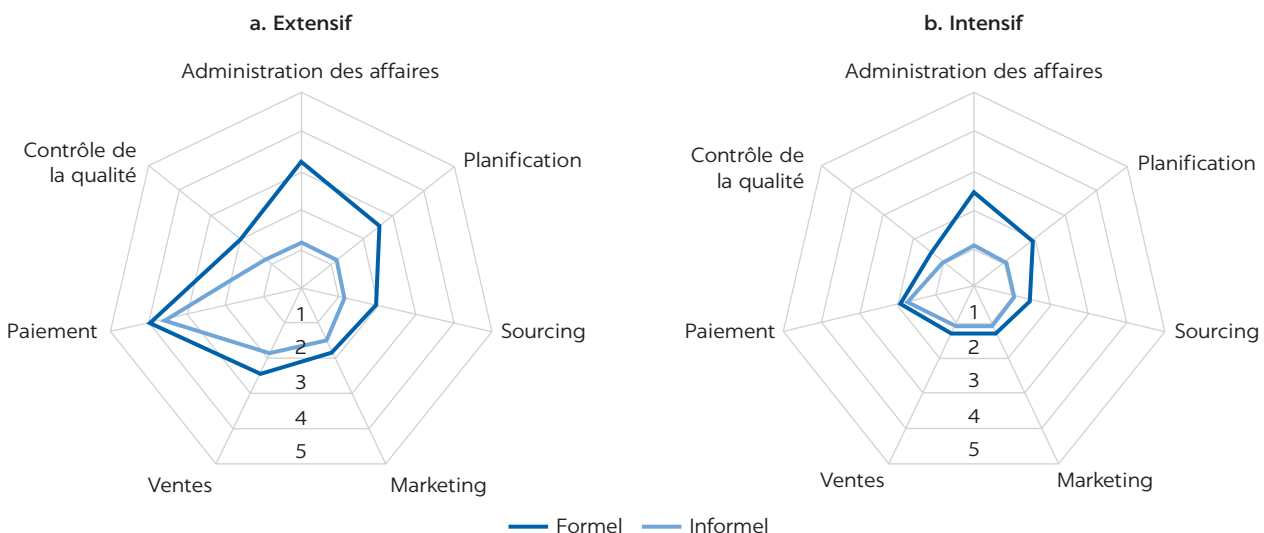 a. Extensif
Administration des affaires
Contrôle de
la qualité
Planification
Paiement
Sourcing
1
2
3
4
5
Ventes
Marketing
b. Intensif
Administration des affaires
Contrôle de
la qualité
Planification
Paiement
Sourcing
1
2
3
4
5
Ventes
Marketing
Formel
Informel